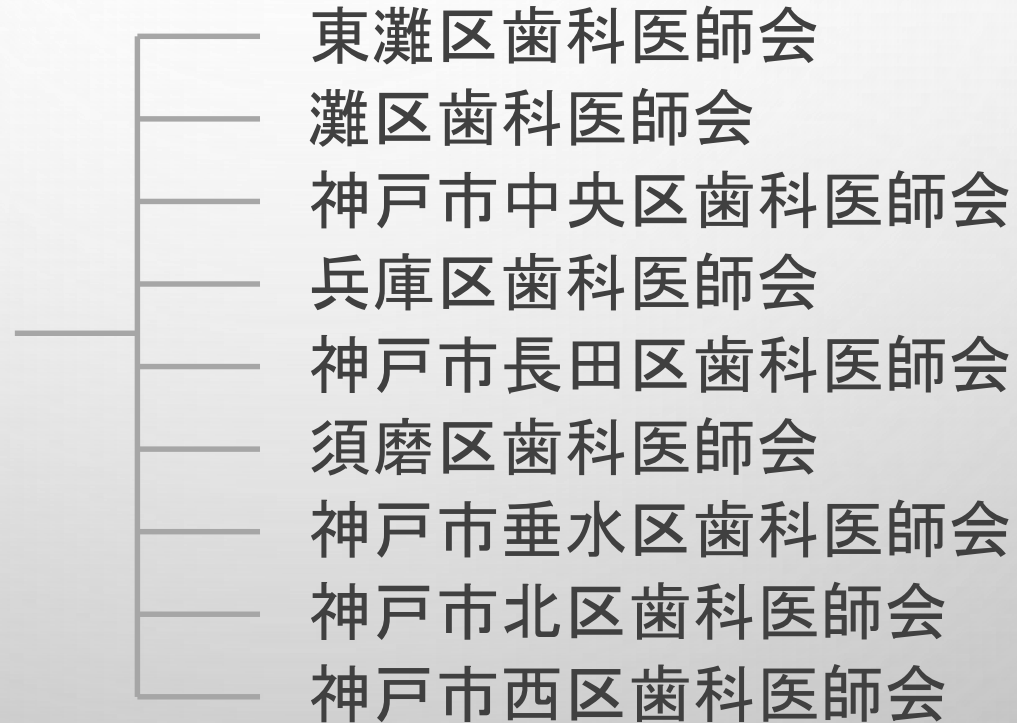 東灘区歯科医師会
灘区歯科医師会
神戸市中央区歯科医師会
兵庫区歯科医師会
神戸市長田区歯科医師会
須磨区歯科医師会
神戸市垂水区歯科医師会
神戸市北区歯科医師会
神戸市西区歯科医師会